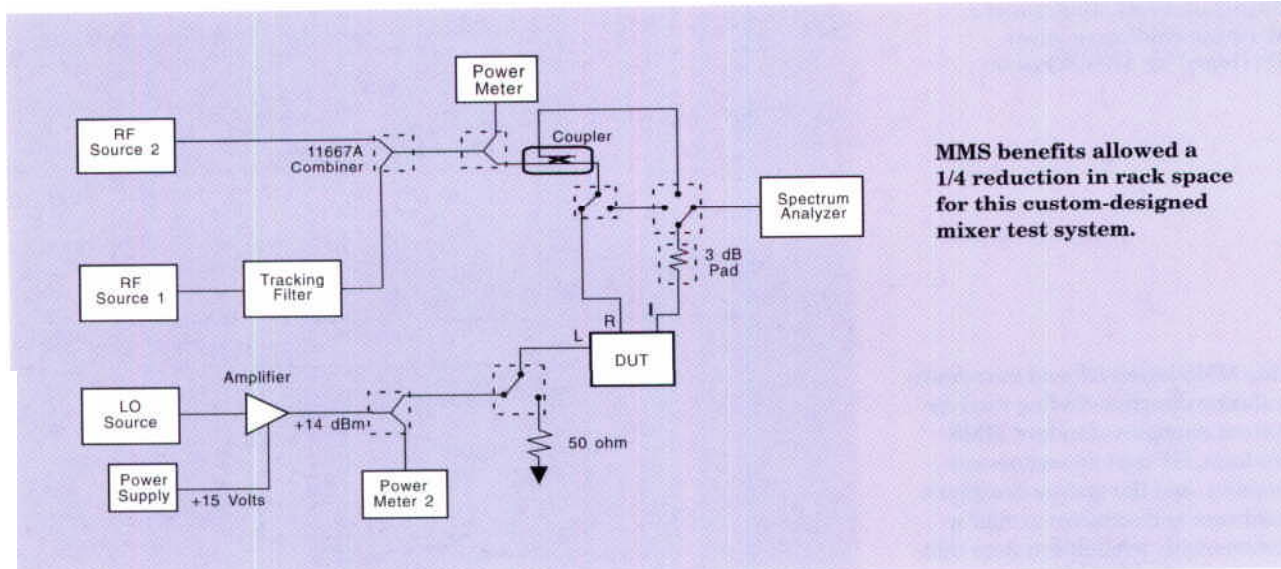 Power
Meter
RF
Source 2
11667A
Combiner
Coupler
MMS benefits allowed a
1/4 reduction in rack space
for this custom-designed
mixer test system.
Spectrum
Analyzer
3 dB
Pad
RF
Source 1
Tracking
Filter
R
I
L
DUT
Amplifier
LO
Source
+14 dBm
50 ohm
Power
Supply
+15 Volts
Power
Meter 2